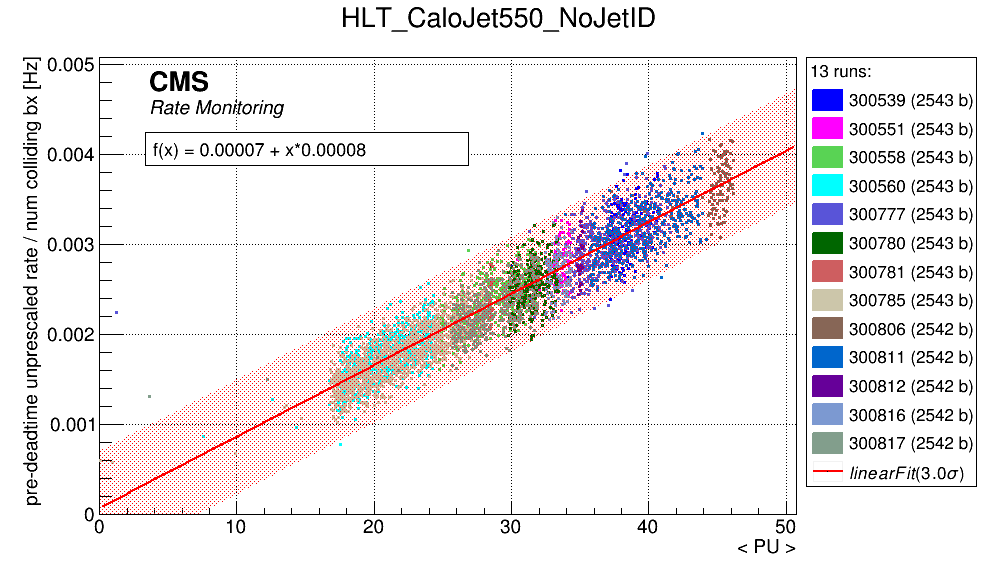 HLT_CaloJet550_NoJetID
pre-deadtime unprescaled rate / num colliding bx [Hz]
0.005
0.004
0.003
0.002
0.001
0
CMS
Rate Monitoring
f(x) = 0.00007 + x*0.00008
0 10 20 30 40 50
< PU >
13 runs:
300539 (2543 b)
300551 (2543 b)
300558 (2543 b)
300560 (2543 b)
300777 (2543 b)
300780 (2543 b)
300781 (2543 b)
300785 (2543 b)
300806 (2542 b)
300811 (2542 b)
300812 (2542 b)
300816 (2542 b)
300817 (2542 b)
linearFit(3.0σ)